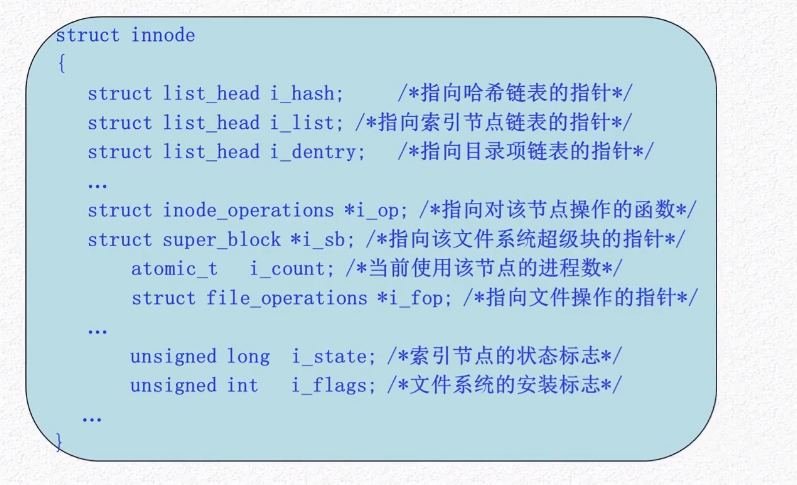 struct innode
{
struct list_head i_hash; /*指向哈希链表的指针*/
struct list_head i_list; /*指向索引节点链表的指针*/
struct list_head i_dentry; /*指向目录项链表的指针*/
…
struct inode_operations *i_op; /*指向对该节点操作的函数*/
struct super_block *i_sb; /*指向该文件系统超级块的指针*/
atomic_t i_count; /*当前使用该节点的进程数*/
struct file_operations *i_fop; /*指向文件操作的指针*/
…
unsigned long i_state; /*索引节点的状态标志*/
unsigned int i_flags; /*文件系统的安装标志*/
…
}